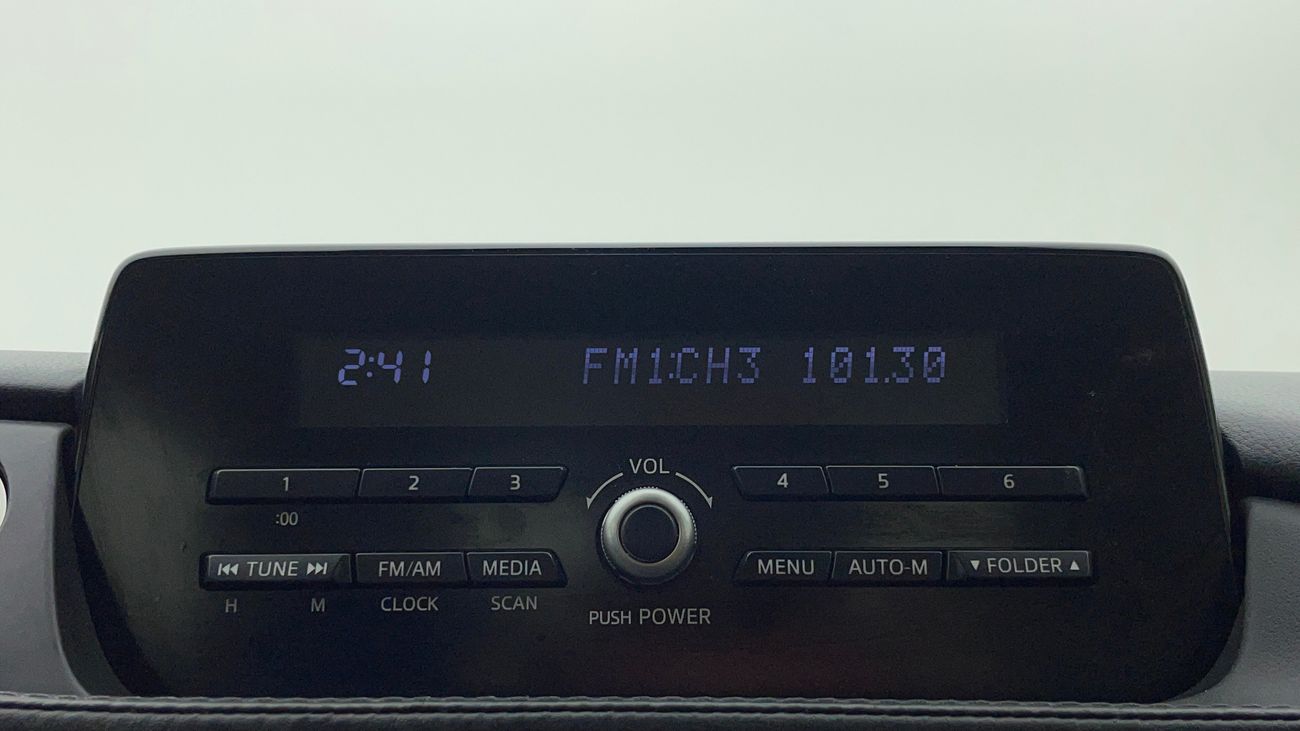 2:41 FM1:CH3 101.30
VOL
1 2 3 4 5 6
:00
⏮ TUNE ⏭ FM/AM MEDIA MENU AUTO-M ▼ FOLDER ▲
H M CLOCK SCAN
PUSH POWER